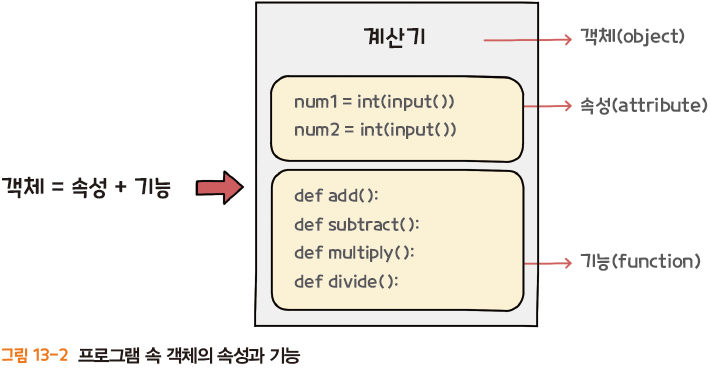 계산기
객체(object)
num1 = int(input())
num2 = int(input())
속성(attribute)
객체 = 속성 + 기능
def add():
def subtract():
def multiply():
def divide():
기능(function)
그림 13-2 프로그램 속 객체의 속성과 기능